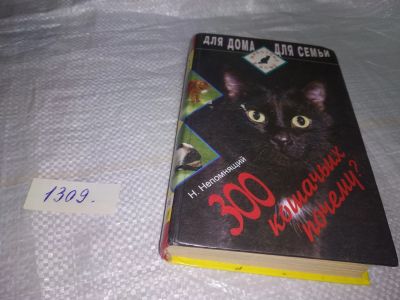 ДЛЯ ДОМА ДЛЯ СЕМЬИ
Н. Непомнящий
300
кошачьих
почему?
1309.